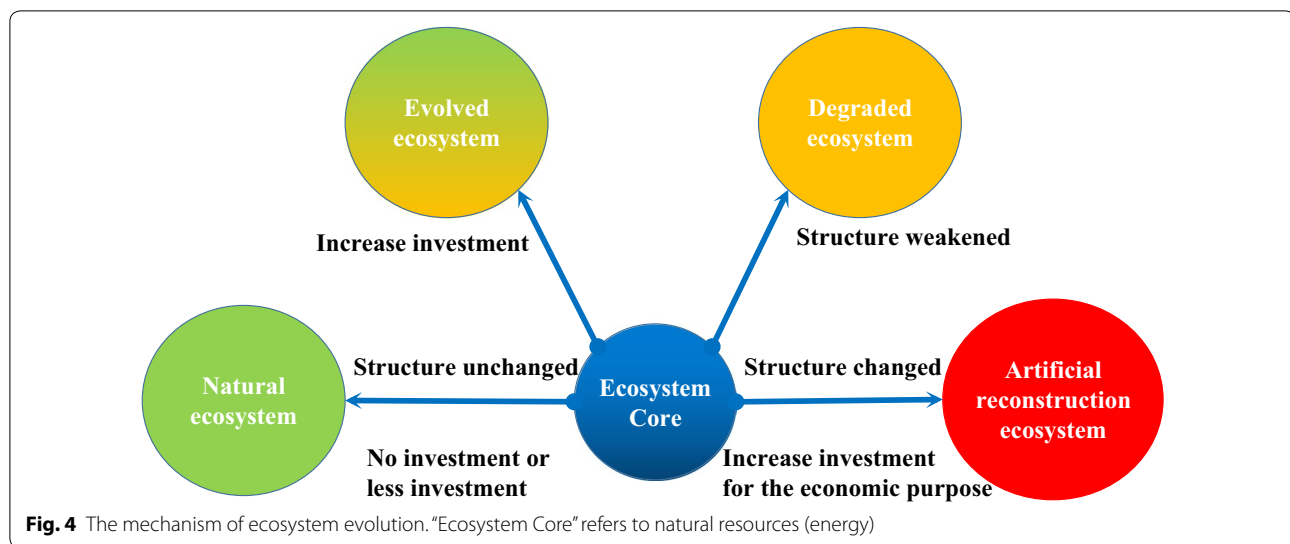 Evolved
ecosystem
Degraded
ecosystem
Increase investment
Structure weakened
Natural
ecosystem
Structure unchanged
No investment or
less investment
Ecosystem
Core
Structure changed
Increase investment
for the economic purpose
Artificial
reconstruction
ecosystem
Fig. 4 The mechanism of ecosystem evolution. “Ecosystem Core” refers to natural resources (energy)